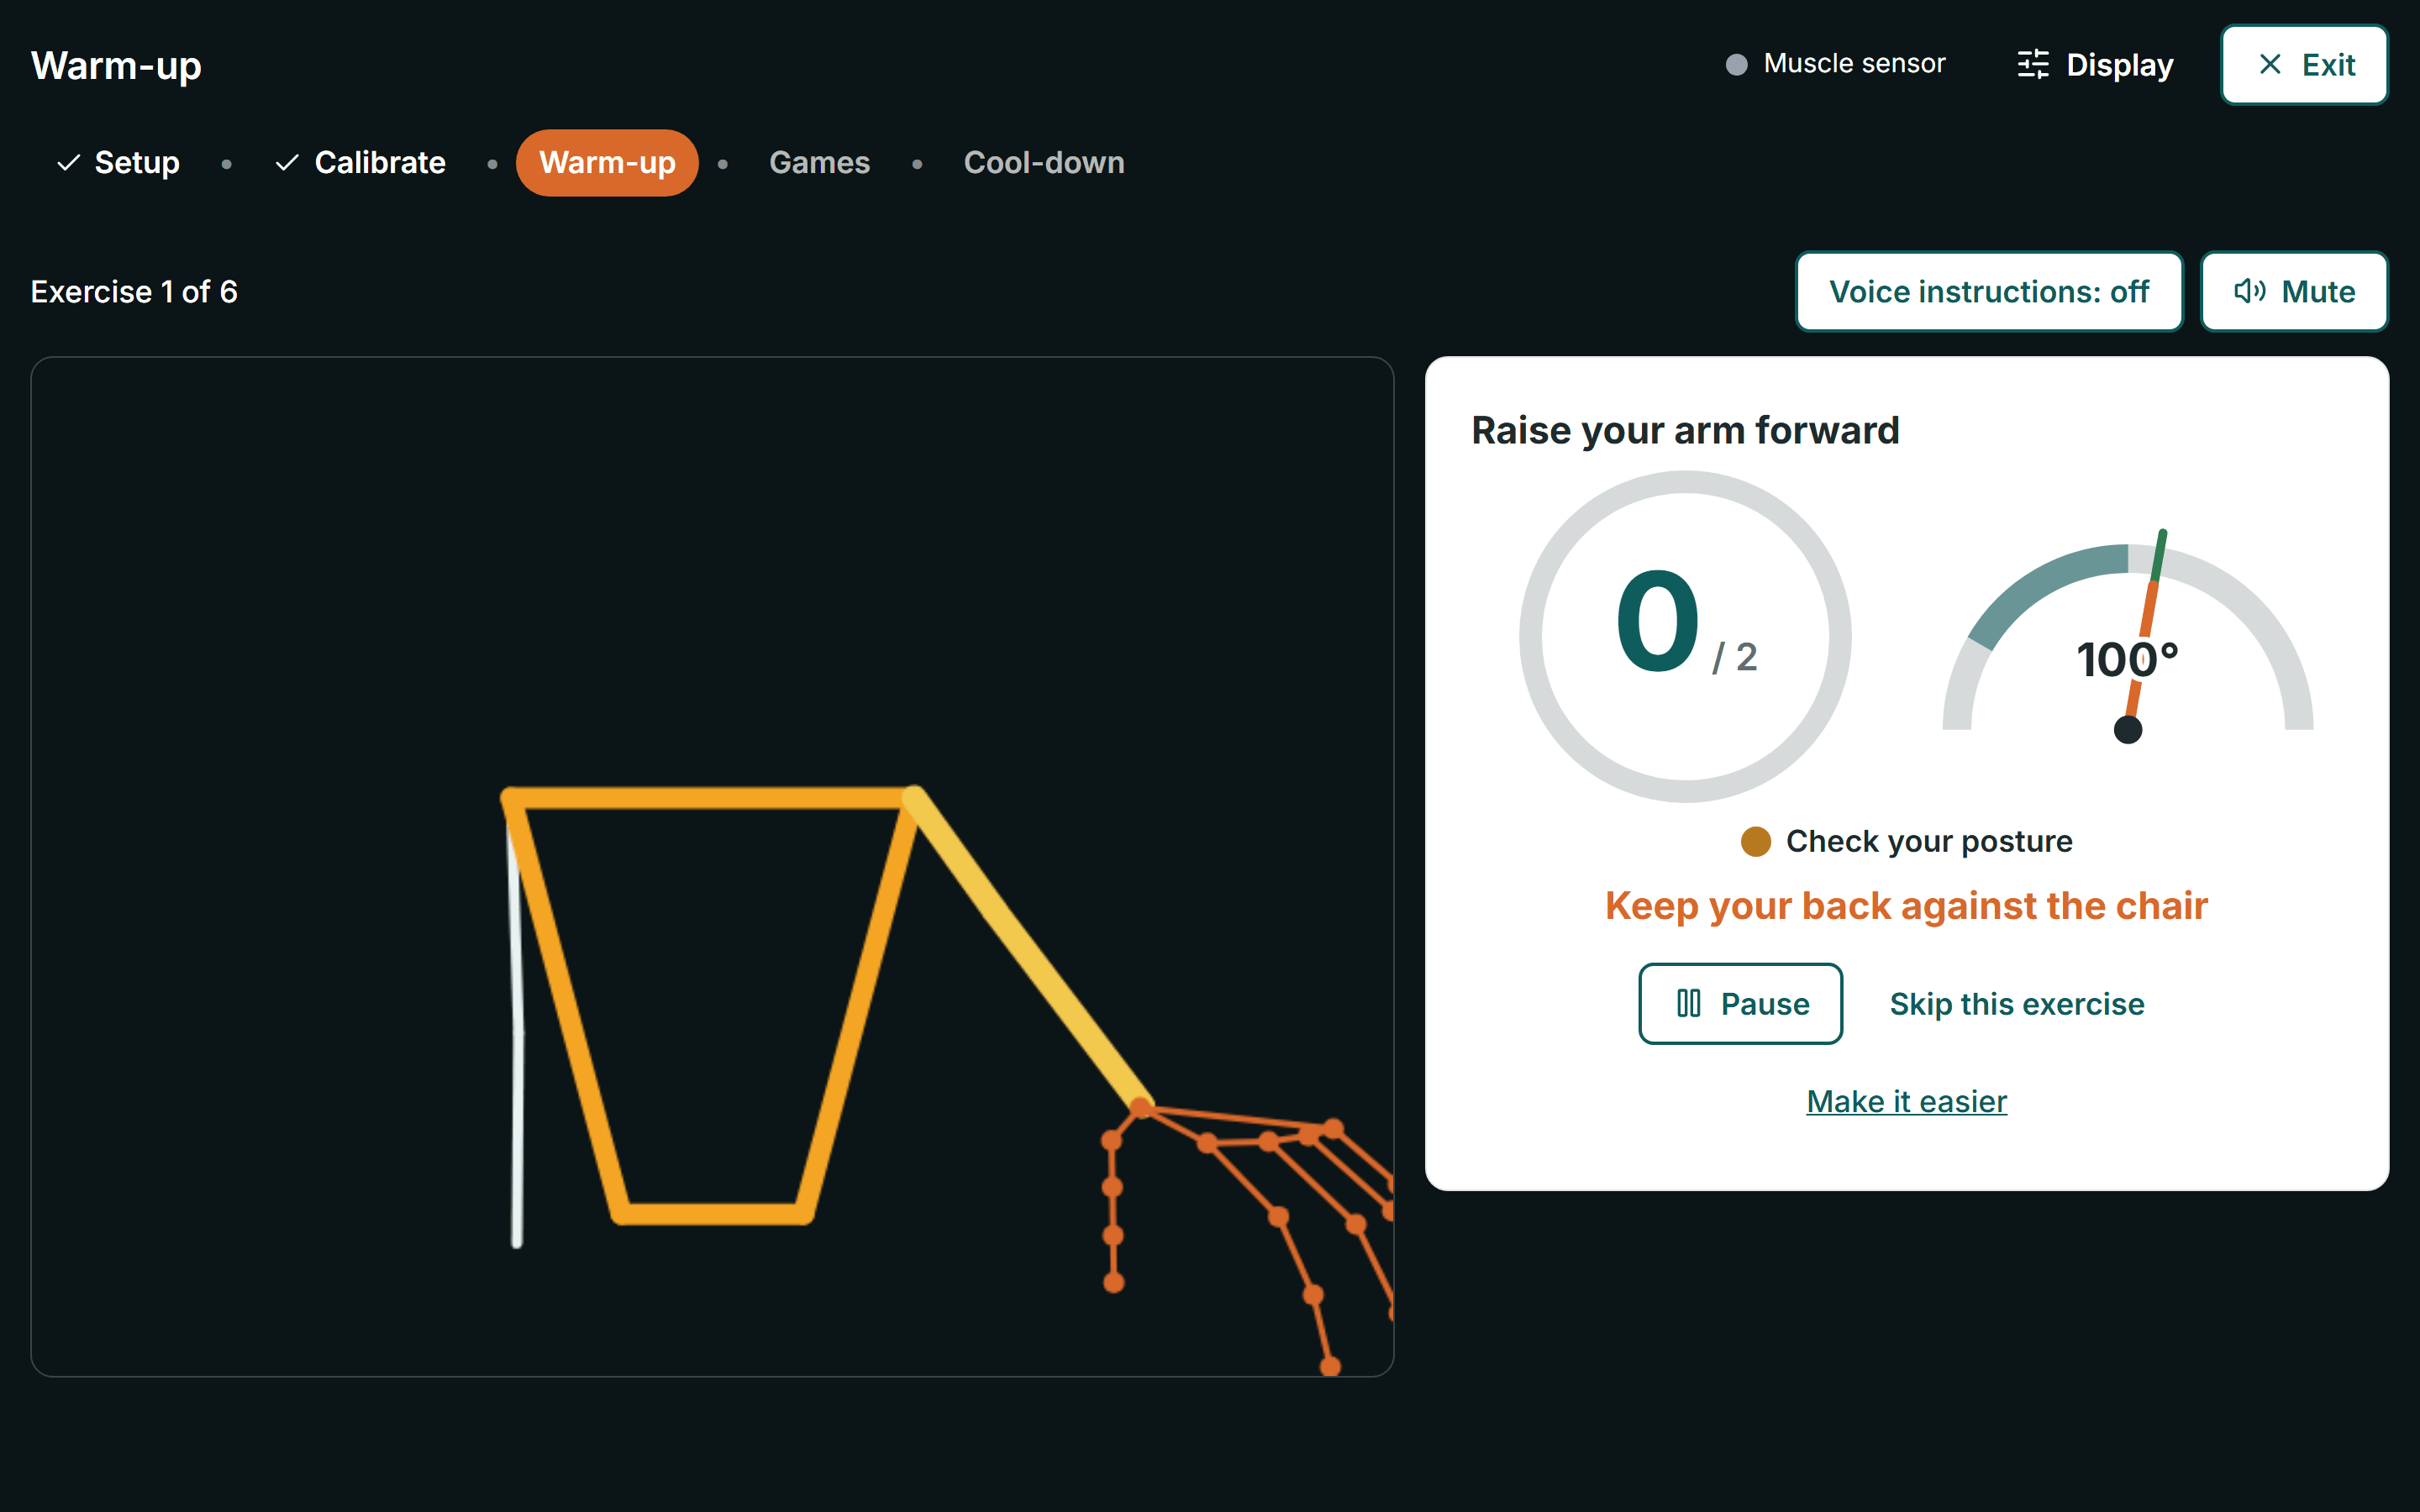 Warm-up
Muscle sensor
Display
Exit
Setup
Calibrate
Warm-up
Games
Cool-down
Exercise 1 of 6
Voice instructions: off
Mute
Raise your arm forward
0 / 2
100°
Check your posture
Keep your back against the chair
Pause
Skip this exercise
Make it easier